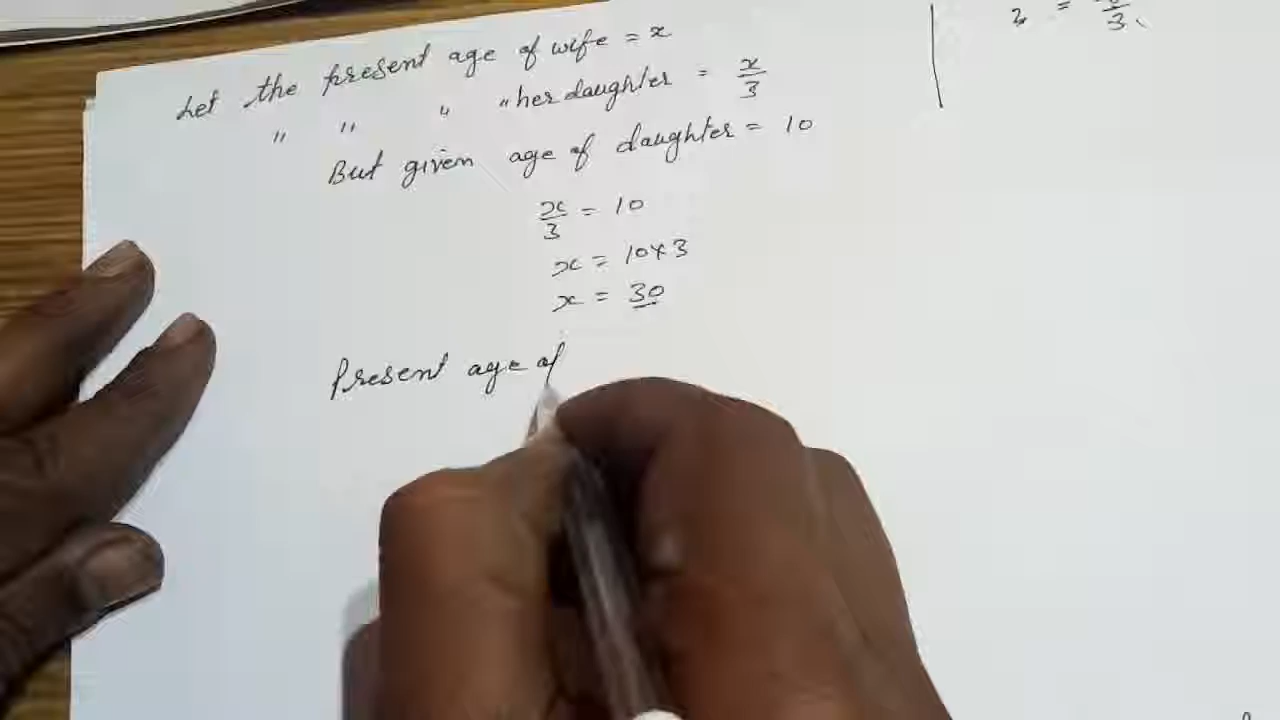 Let the present age of wife = x
" " " " her daughter = x/3
But given age of daughter = 10
x/3 = 10
x = 10×3
x = 30
Present age of
= /3